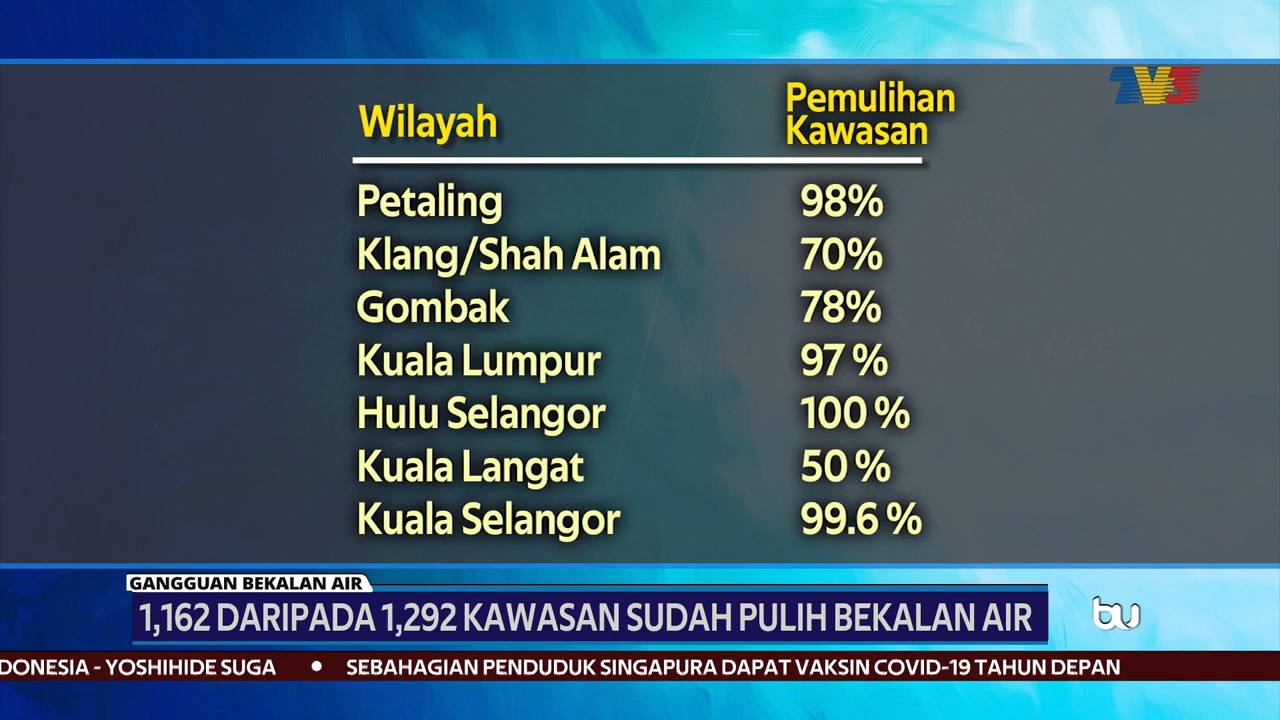 TV3
Wilayah
Pemulihan
Kawasan
Petaling 98%
Klang/Shah Alam 70%
Gombak 78%
Kuala Lumpur 97 %
Hulu Selangor 100 %
Kuala Langat 50 %
Kuala Selangor 99.6 %
GANGGUAN BEKALAN AIR
1,162 DARIPADA 1,292 KAWASAN SUDAH PULIH BEKALAN AIR
bu
DONESIA - YOSHIHIDE SUGA • SEBAHAGIAN PENDUDUK SINGAPURA DAPAT VAKSIN COVID-19 TAHUN DEPAN